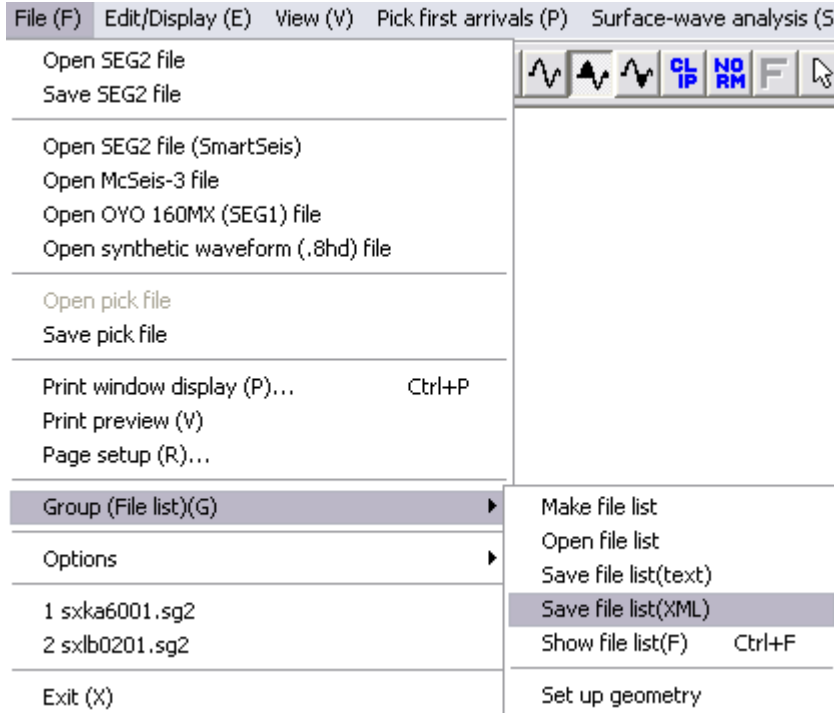 File (F) Edit/Display (E) View (V) Pick first arrivals (P) Surface-wave analysis (S
Open SEG2 file
Save SEG2 file
CL
IP
NO
RM
F
Open SEG2 file (SmartSeis)
Open McSeis-3 file
Open OYO 160MX (SEG1) file
Open synthetic waveform (.8hd) file
Open pick file
Save pick file
Print window display (P)... Ctrl+P
Print preview (V)
Page setup (R)...
Group (File list)(G)
Options
1 sxka6001.sg2
2 sxlb0201.sg2
Exit (X)
Make file list
Open file list
Save file list(text)
Save file list(XML)
Show file list(F) Ctrl+F
Set up geometry